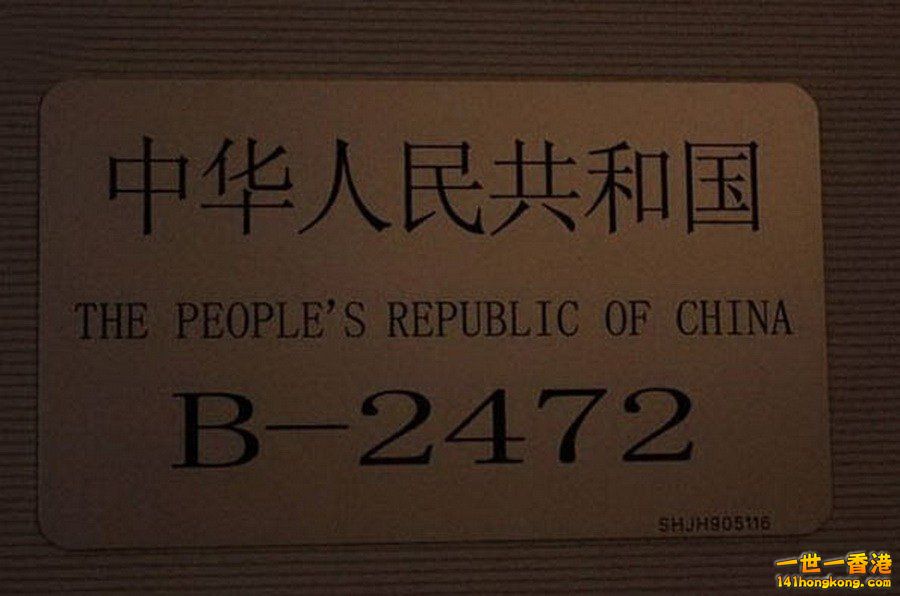 中华人民共和国
THE PEOPLE'S REPUBLIC OF CHINA
B-2472
SHJH905116
一世一香港
141hongkong.com